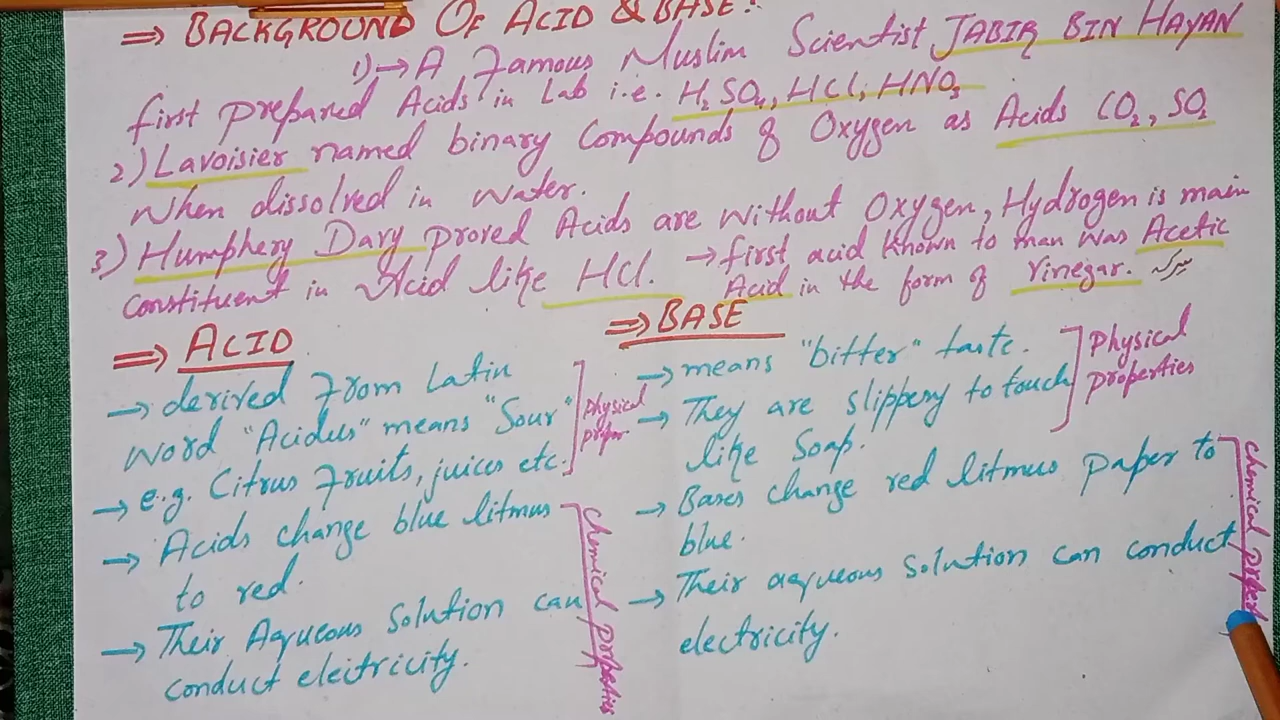 ⇒ BACKGROUND OF ACID & BASE:
1)→ A Famous Muslim Scientist JABIR BIN HAYAN
first prepared Acids in Lab i.e. H₂SO₄, HCl, HNO₃
2) Lavoisier named binary Compounds of Oxygen as Acids CO₂, SO₂
When dissolved in Water.
3) Humphery Davy proved Acids are Without Oxygen, Hydrogen is main
constituent in Acid like HCl. → first acid known to man was Acetic
Acid in the form of Vinegar. سرکہ
⇒ ACID
→ derived from Latin
word "Acidus" means "Sour"
→ e.g. Citrus Fruits, juices etc.
physical
proper
→ Acids change blue litmus
to red.
→ Their Aqueous Solution can
conduct electricity.
chemical properties
⇒ BASE
→ means "bitter" taste.
→ They are slippery to touch
like Soap.
Physical
properties
→ Bases change red litmus paper to
blue.
→ Their aqueous solution can conduct
electricity.
chemical propert